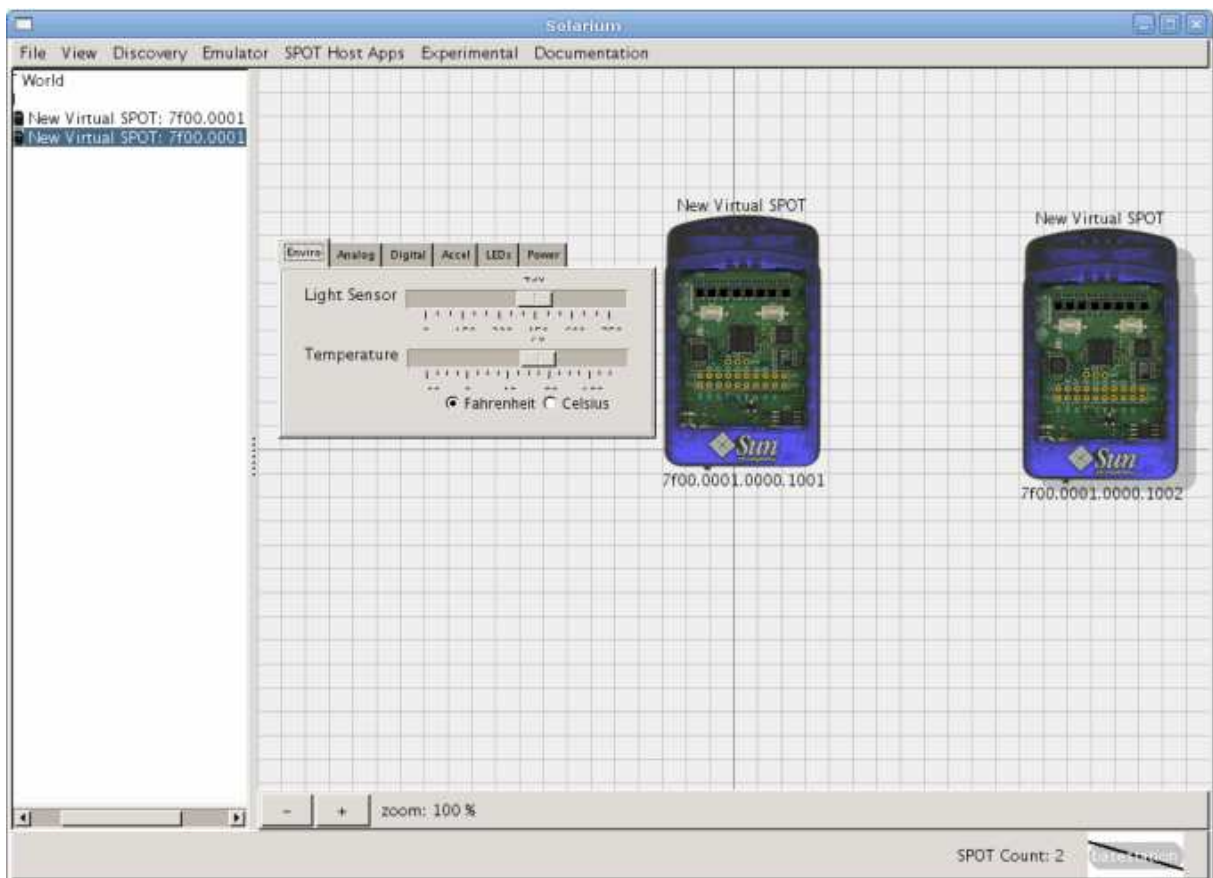 Solarium
File View Discovery Emulator SPOT Host Apps Experimental Documentation
World
New Virtual SPOT: 7f00.0001
New Virtual SPOT: 7f00.0001
New Virtual SPOT
New Virtual SPOT
Enviro Analog Digital Accel LEDs Power
Light Sensor
Temperature
Fahrenheit Celsius
Sun
Sun
7f00.0001.0000.1001
7f00.0001.0000.1002
- + zoom: 100 %
SPOT Count: 2